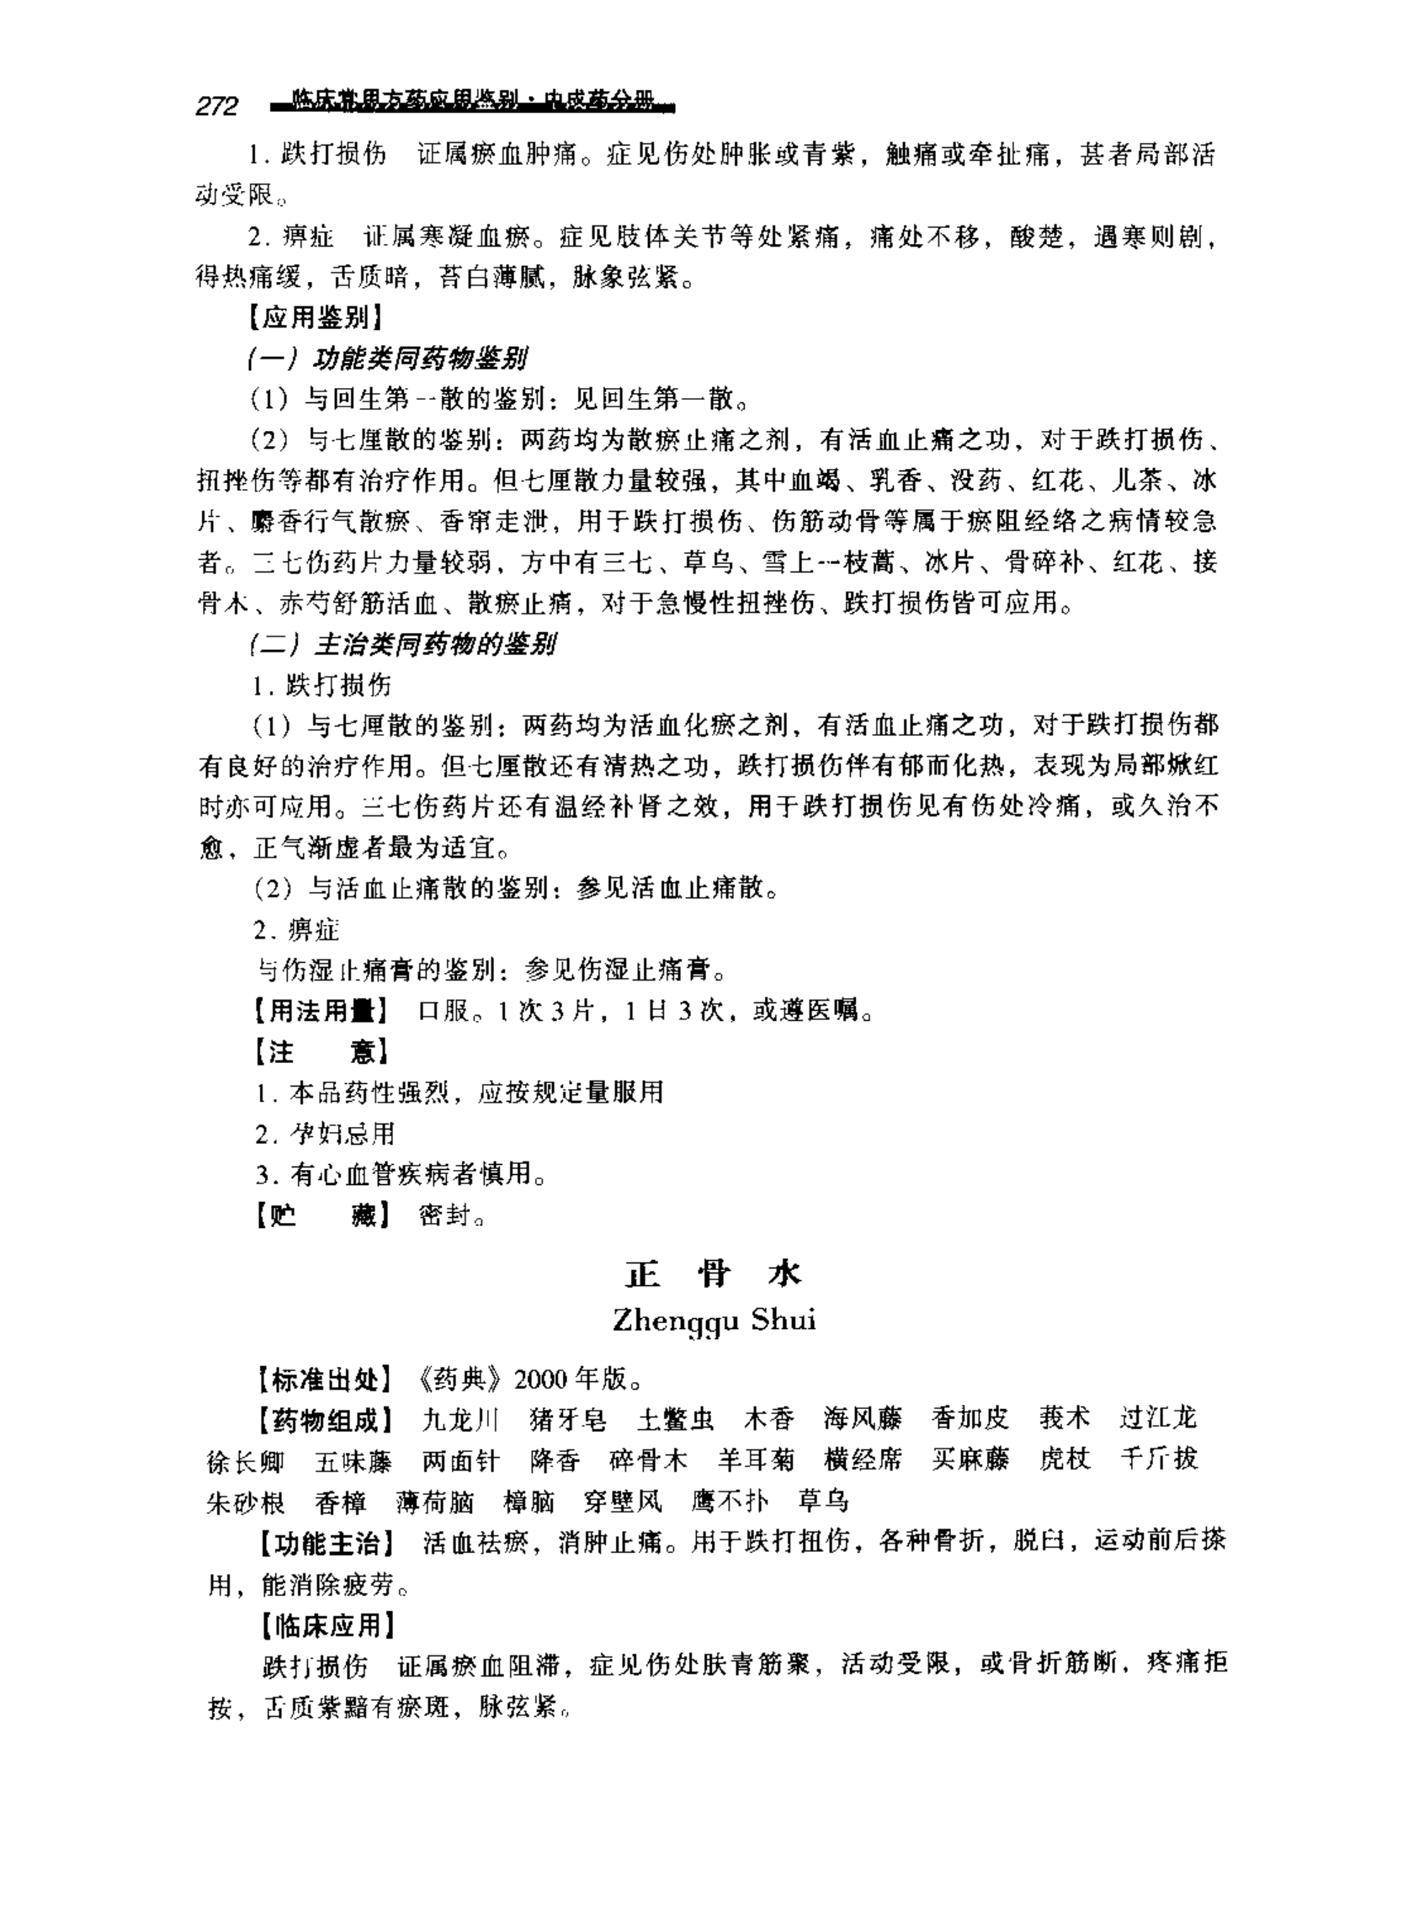 272 临床常用方药应用鉴别·中成药分册
1. 跌打损伤　证属瘀血肿痛。症见伤处肿胀或青紫，触痛或牵扯痛，甚者局部活
动受限。
2. 痹症　证属寒凝血瘀。症见肢体关节等处紧痛，痛处不移，酸楚，遇寒则剧，
得热痛缓，舌质暗，苔白薄腻，脉象弦紧。
【应用鉴别】
(一) 功能类同药物鉴别
(1) 与回生第一散的鉴别：见回生第一散。
(2) 与七厘散的鉴别：两药均为散瘀止痛之剂，有活血止痛之功，对于跌打损伤、
扭挫伤等都有治疗作用。但七厘散力量较强，其中血竭、乳香、没药、红花、儿茶、冰
片、麝香行气散瘀、香窜走泄，用于跌打损伤、伤筋动骨等属于瘀阻经络之病情较急
者。三七伤药片力量较弱，方中有三七、草乌、雪上一枝蒿、冰片、骨碎补、红花、接
骨木、赤芍舒筋活血、散瘀止痛，对于急慢性扭挫伤、跌打损伤皆可应用。
(二) 主治类同药物的鉴别
1. 跌打损伤
(1) 与七厘散的鉴别：两药均为活血化瘀之剂，有活血止痛之功，对于跌打损伤都
有良好的治疗作用。但七厘散还有清热之功，跌打损伤伴有郁而化热，表现为局部焮红
时亦可应用。三七伤药片还有温经补肾之效，用于跌打损伤见有伤处冷痛，或久治不
愈，正气渐虚者最为适宜。
(2) 与活血止痛散的鉴别：参见活血止痛散。
2. 痹症
与伤湿止痛膏的鉴别：参见伤湿止痛膏。
【用法用量】　口服。1 次 3 片，1 日 3 次，或遵医嘱。
【注　　意】
1. 本品药性强烈，应按规定量服用
2. 孕妇忌用
3. 有心血管疾病者慎用。
【贮　　藏】　密封。
正　骨　水
Zhenggu Shui
【标准出处】《药典》2000 年版。
【药物组成】　九龙川　猪牙皂　土鳖虫　木香　海风藤　香加皮　莪术　过江龙
徐长卿　五味藤　两面针　降香　碎骨木　羊耳菊　横经席　买麻藤　虎杖　千斤拔
朱砂根　香樟　薄荷脑　樟脑　穿壁风　鹰不扑　草乌
【功能主治】　活血祛瘀，消肿止痛。用于跌打扭伤，各种骨折，脱臼，运动前后搽
用，能消除疲劳。
【临床应用】
跌打损伤　证属瘀血阻滞，症见伤处肤青筋聚，活动受限，或骨折筋断，疼痛拒
按，舌质紫黯有瘀斑，脉弦紧。